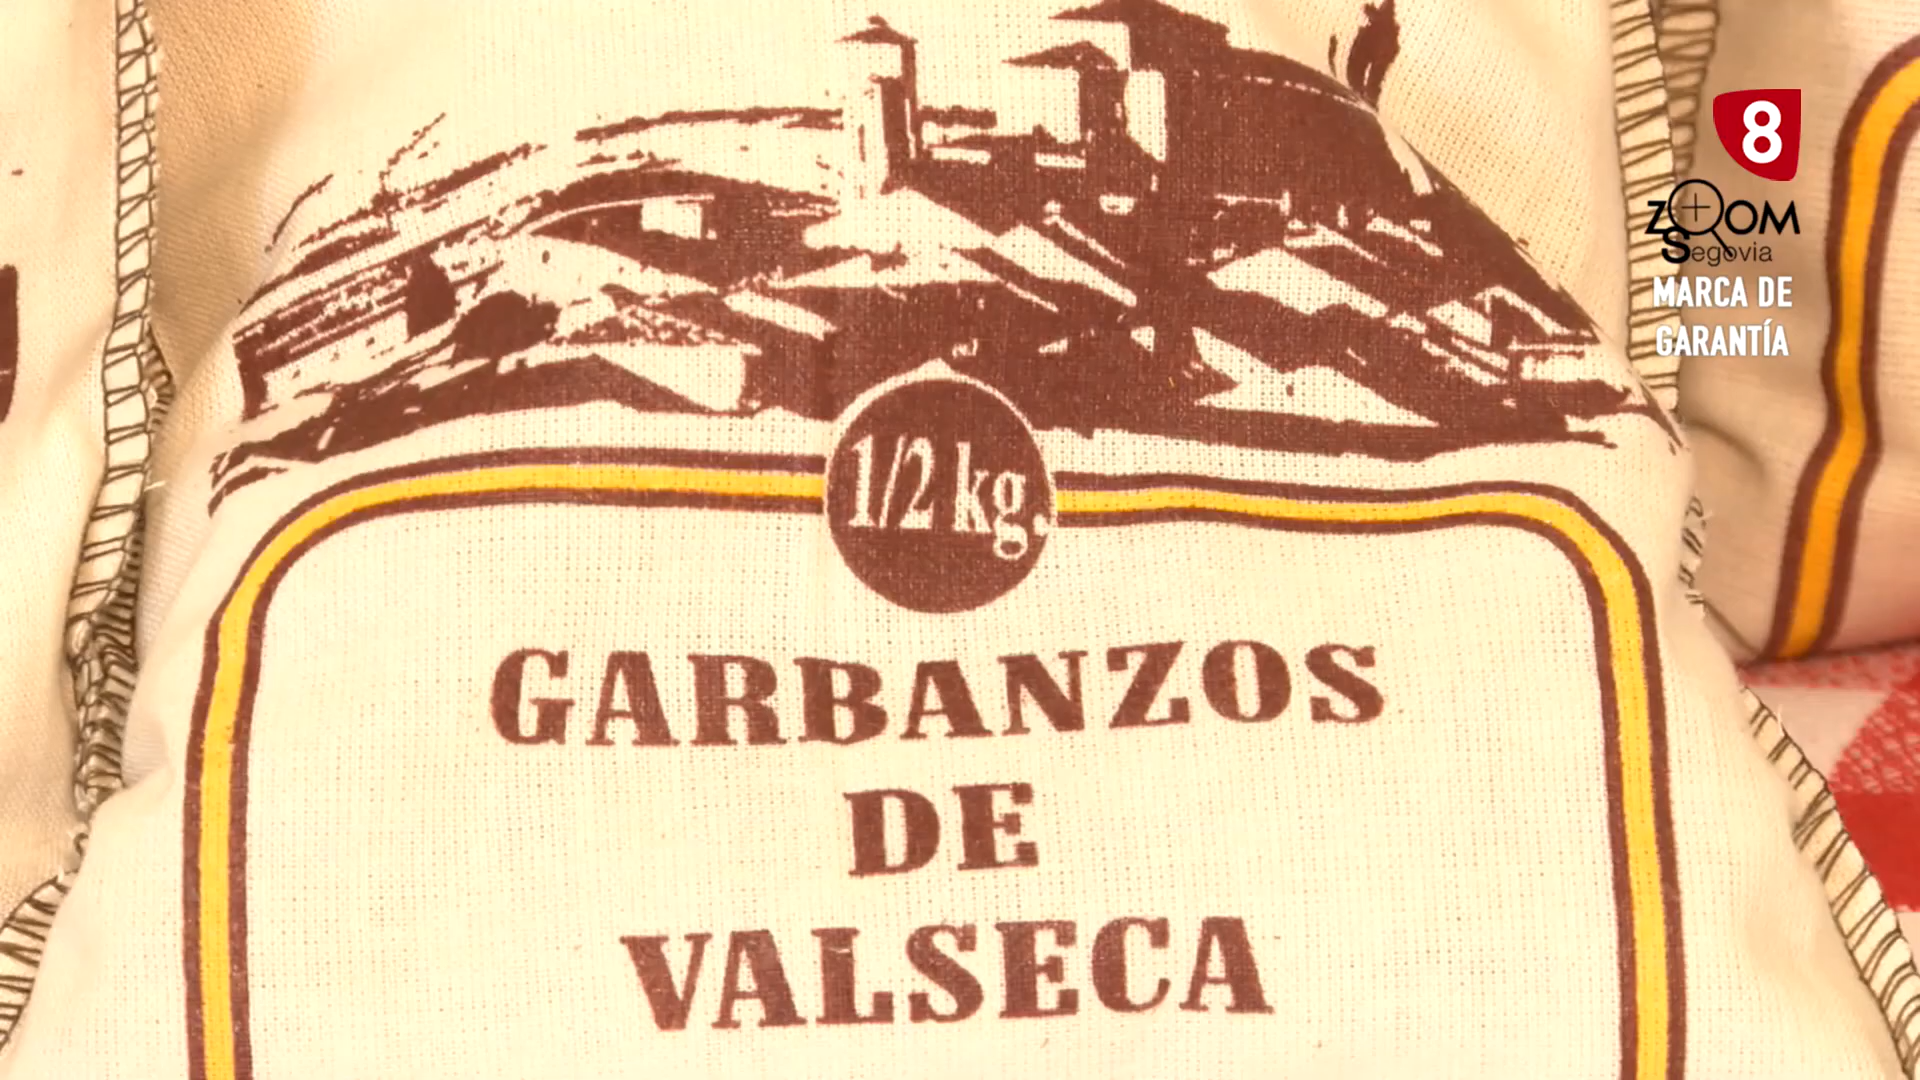 8
ZOOM
Segovia
MARCA DE
GARANTÍA
1/2 kg.
GARBANZOS
DE
VALSECA